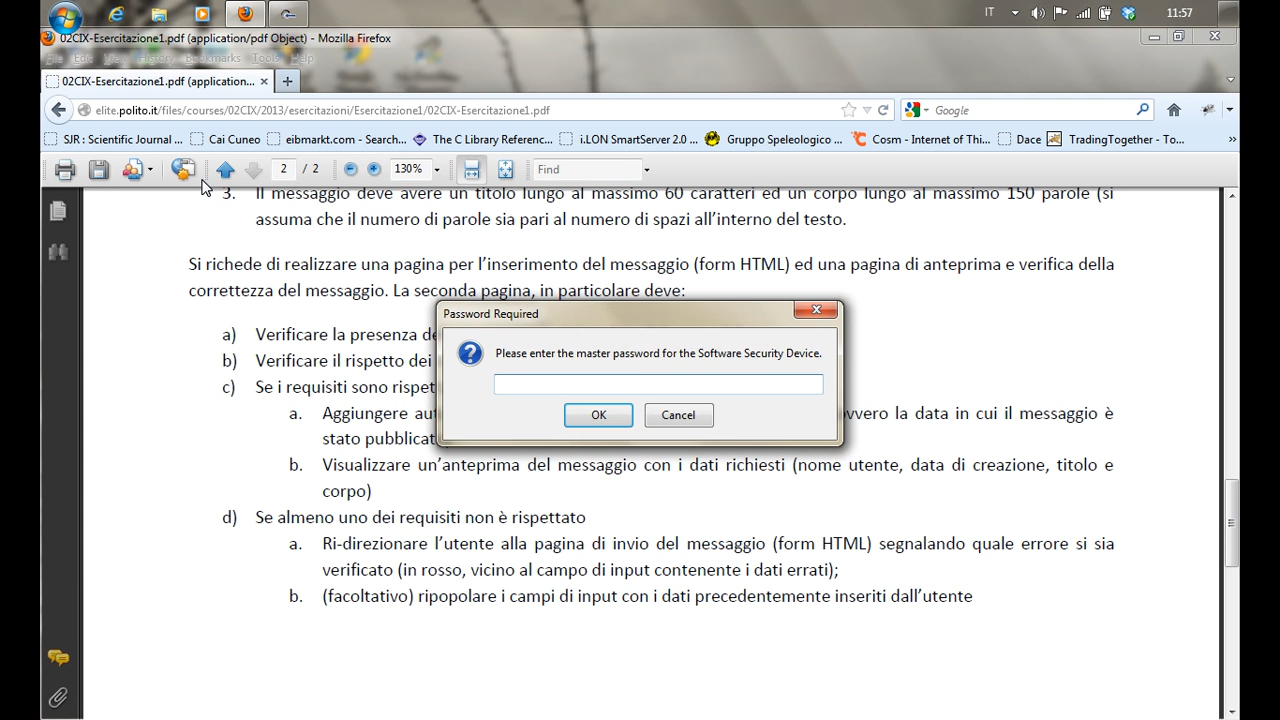 IT 11:57
02CIX-Esercitazione1.pdf (application/pdf Object) - Mozilla Firefox
File Edit View History Bookmarks Tools Help
02CIX-Esercitazione1.pdf (application...
elite.polito.it/files/courses/02CIX/2013/esercitazioni/Esercitazione1/02CIX-Esercitazione1.pdf Google
SJR : Scientific Journal ... Cai Cuneo eibmarkt.com - Search... The C Library Referenc... i.LON SmartServer 2.0 ... Gruppo Speleologico ... Cosm - Internet of Thi... Dace TradingTogether - To... »
2 / 2 130% Find
3. Il messaggio deve avere un titolo lungo al massimo 60 caratteri ed un corpo lungo al massimo 150 parole (si
assuma che il numero di parole sia pari al numero di spazi all'interno del testo.
Si richede di realizzare una pagina per l'inserimento del messaggio (form HTML) ed una pagina di anteprima e verifica della
correttezza del messaggio. La seconda pagina, in particolare deve:
Password Required
a) Verificare la presenza de
Please enter the master password for the Software Security Device.
b) Verificare il rispetto dei
c) Se i requisiti sono rispet
OK Cancel
a. Aggiungere au ovvero la data in cui il messaggio è
stato pubblicat
b. Visualizzare un'anteprima del messaggio con i dati richiesti (nome utente, data di creazione, titolo e
corpo)
d) Se almeno uno dei requisiti non è rispettato
a. Ri-direzionare l'utente alla pagina di invio del messaggio (form HTML) segnalando quale errore si sia
verificato (in rosso, vicino al campo di input contenente i dati errati);
b. (facoltativo) ripopolare i campi di input con i dati precedentemente inseriti dall'utente